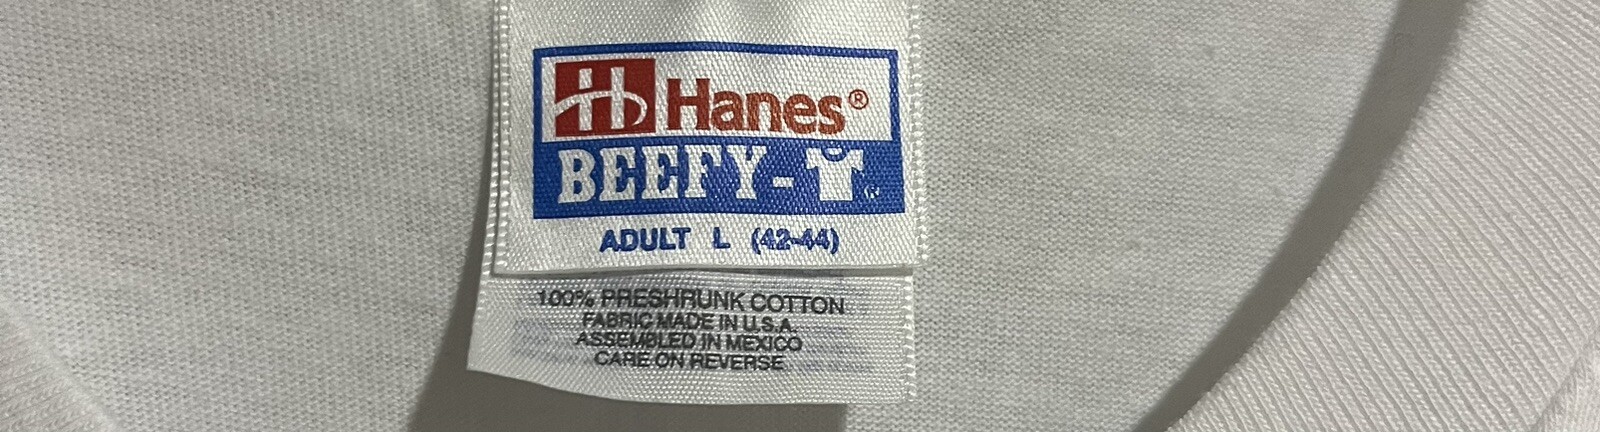 H Hanes®
BEEFY-T
ADULT L (42-44)
100% PRESHRUNK COTTON
FABRIC MADE IN U.S.A.
ASSEMBLED IN MEXICO
CARE ON REVERSE